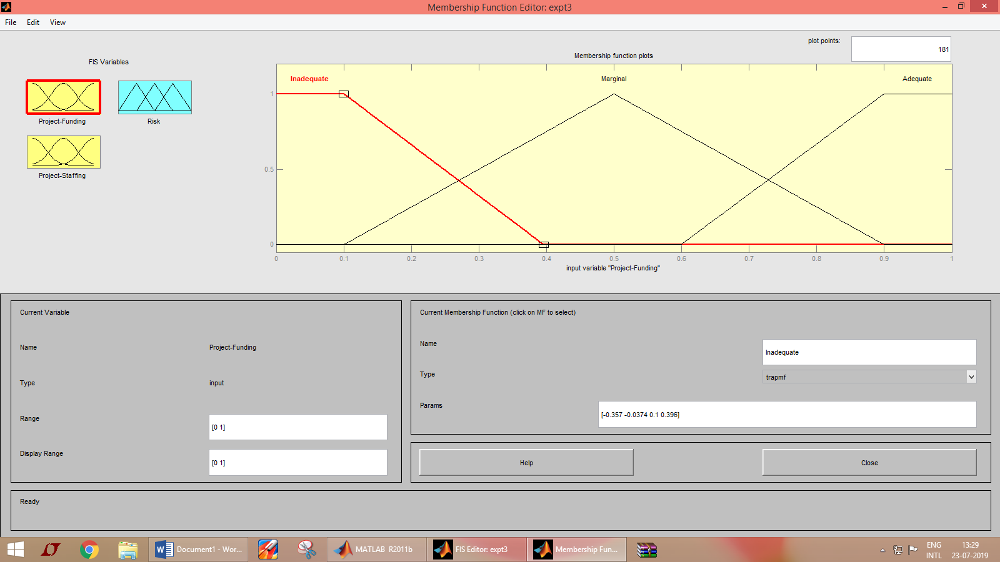 Membership Function Editor: expt3
File Edit View
plot points:
181
FIS Variables
Membership function plots
Project-Funding
Risk
Project-Staffing
Inadequate
Marginal
Adequate
1
0.5
0
0 0.1 0.2 0.3 0.4 0.5 0.6 0.7 0.8 0.9 1
input variable "Project-Funding"
Current Variable
Name
Project-Funding
Type
input
Range
[0 1]
Display Range
[0 1]
Current Membership Function (click on MF to select)
Name
Inadequate
Type
trapmf
Params
[-0.357 -0.0374 0.1 0.396]
Help
Close
Ready
Document1 - Wor...
MATLAB R2011b
FIS Editor: expt3
Membership Fun...
ENG
INTL
13:29
23-07-2019